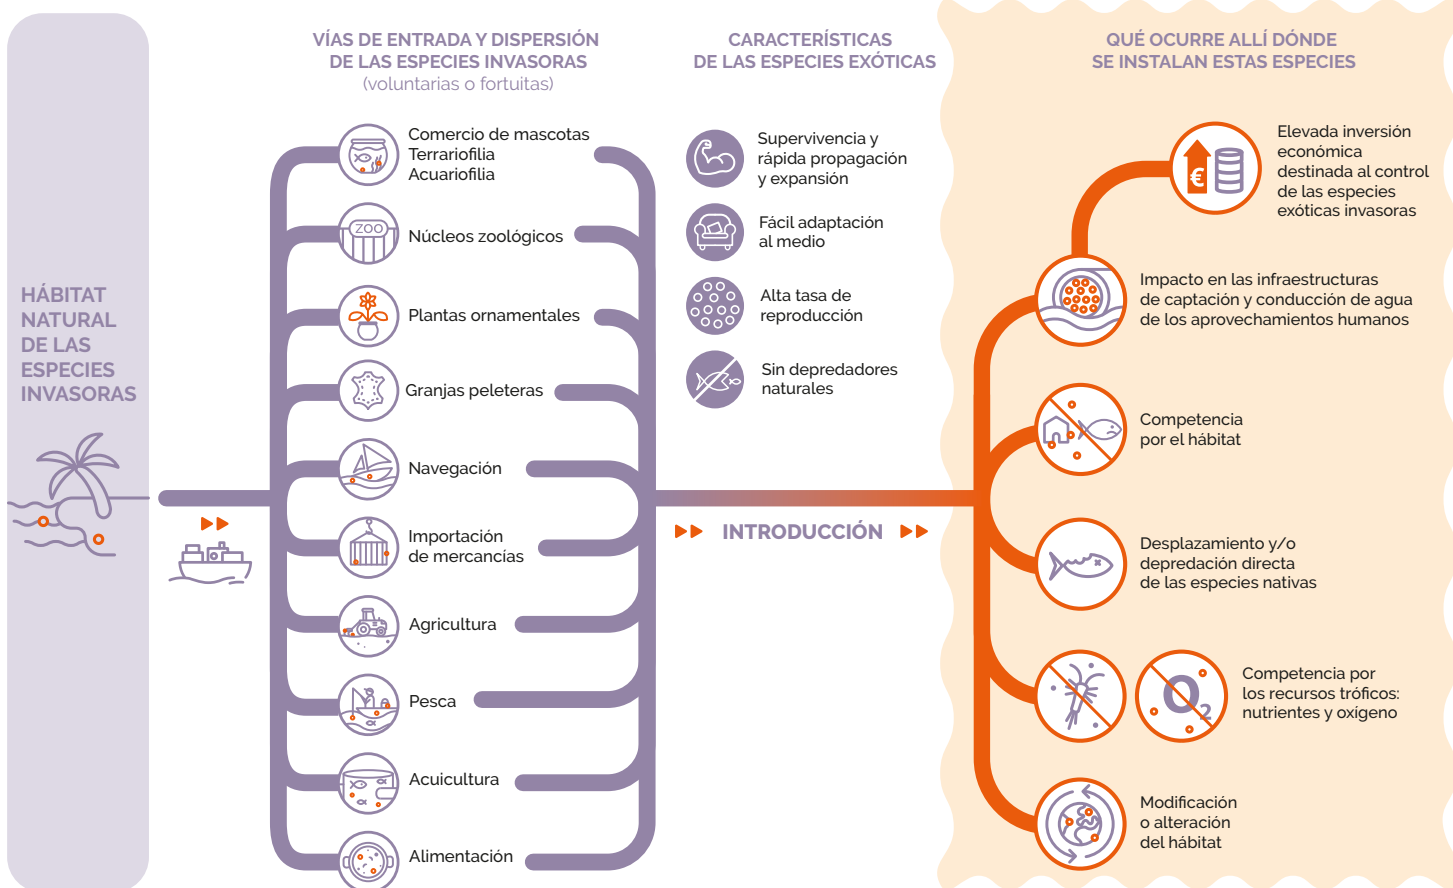 HÁBITAT
NATURAL
DE LAS
ESPECIES
INVASORAS
VÍAS DE ENTRADA Y DISPERSIÓN
DE LAS ESPECIES INVASORAS
(voluntarias o fortuitas)
Comercio de mascotas
Terrariofilia
Acuariofilia
ZOO
Núcleos zoológicos
Plantas ornamentales
Granjas peleteras
Navegación
Importación
de mercancías
Agricultura
Pesca
Acuicultura
Alimentación
CARACTERÍSTICAS
DE LAS ESPECIES EXÓTICAS
Supervivencia y
rápida propagación
y expansión
Fácil adaptación
al medio
Alta tasa de
reproducción
Sin depredadores
naturales
INTRODUCCIÓN
QUÉ OCURRE ALLÍ DÓNDE
SE INSTALAN ESTAS ESPECIES
€
Elevada inversión
económica
destinada al control
de las especies
exóticas invasoras
Impacto en las infraestructuras
de captación y conducción de agua
de los aprovechamientos humanos
Competencia
por el hábitat
Desplazamiento y/o
depredación directa
de las especies nativas
O2
Competencia por
los recursos tróficos:
nutrientes y oxígeno
Modificación
o alteración
del hábitat